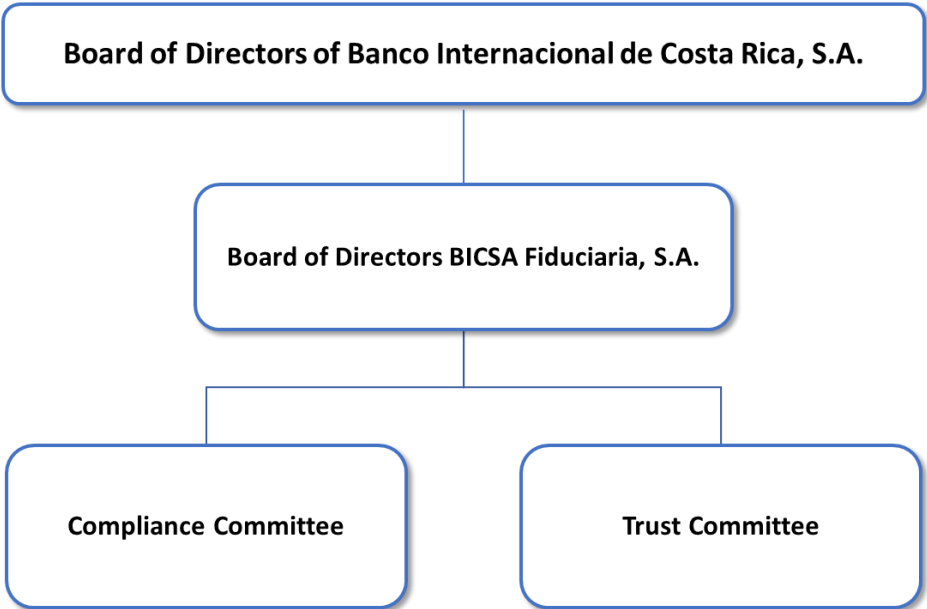 Board of Directors of Banco Internacional de Costa Rica, S.A.
Board of Directors BICSA Fiduciaria, S.A.
Compliance Committee
Trust Committee